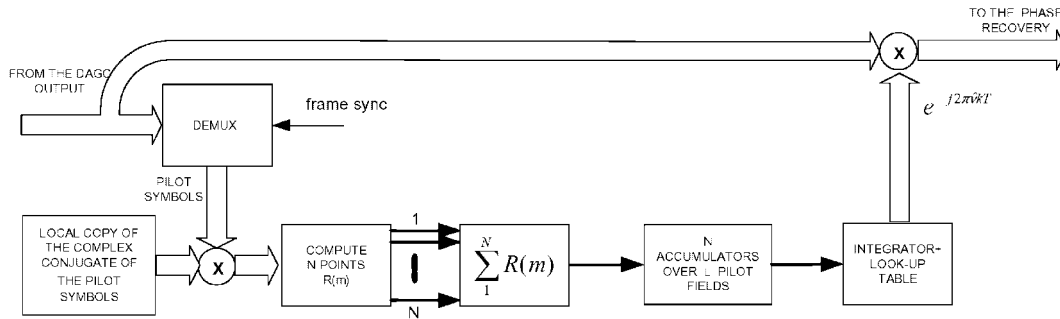 TO THE PHASE
RECOVERY
FROM THE DAGC
OUTPUT
X
e^{j2πν̂kT}
DEMUX
frame sync
PILOT
SYMBOLS
LOCAL COPY OF
THE COMPLEX
CONJUGATE OF
THE PILOT
SYMBOLS
X
COMPUTE
N POINTS
R(m)
1
N
\sum_{1}^{N} R(m)
N
ACCUMULATORS
OVER L PILOT
FIELDS
INTEGRATOR+
LOOK-UP
TABLE